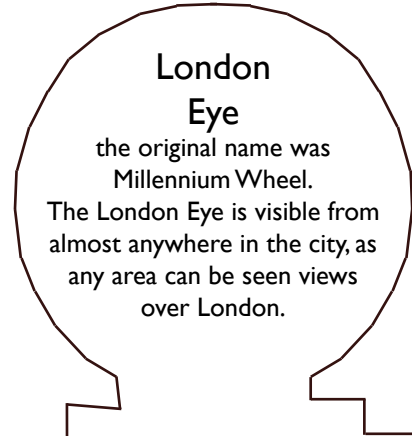 London
Eye
the original name was
Millennium Wheel.
The London Eye is visible from
almost anywhere in the city, as
any area can be seen views
over London.